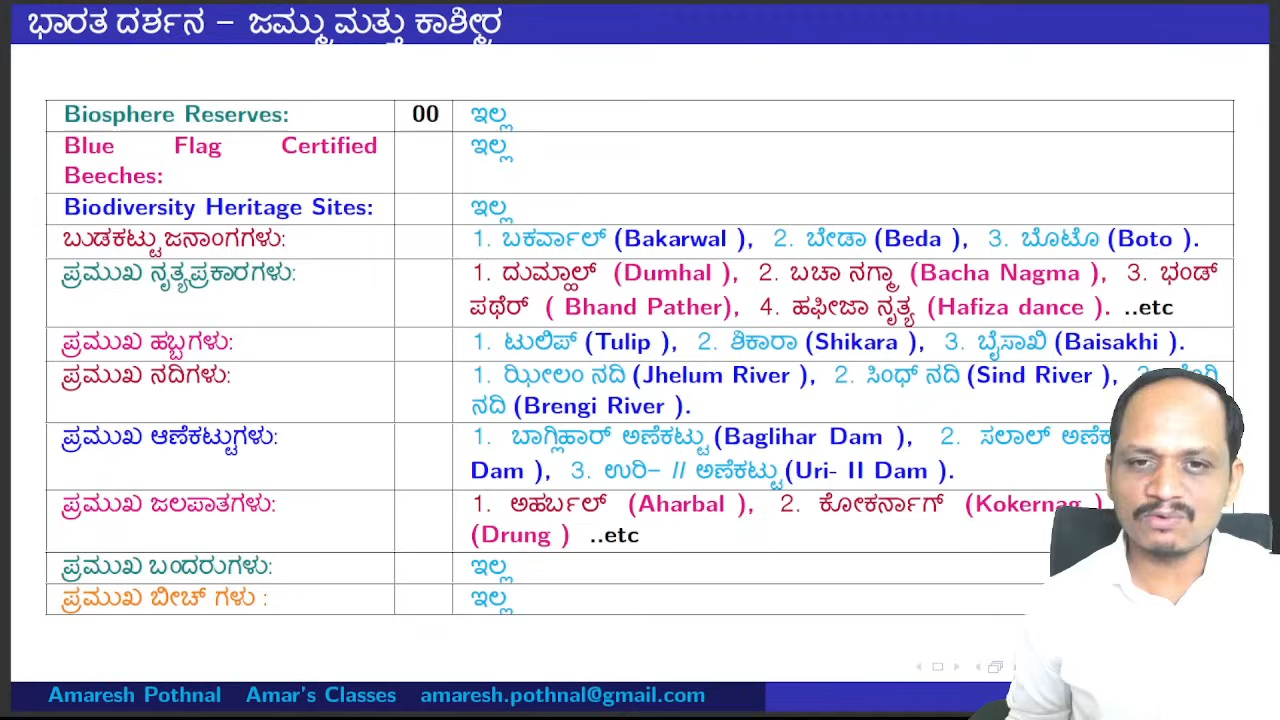 ಭಾರತ ದರ್ಶನ – ಜಮ್ಮು ಮತ್ತು ಕಾಶ್ಮೀರ
Biosphere Reserves: 00 ಇಲ್ಲ
Blue Flag Certified ಇಲ್ಲ
Beeches:
Biodiversity Heritage Sites: ಇಲ್ಲ
ಬುಡಕಟ್ಟು ಜನಾಂಗಗಳು: 1. ಬಕರ್ವಾಲ್ (Bakarwal ), 2. ಬೇಡಾ (Beda ), 3. ಬೊಟೊ (Boto ).
ಪ್ರಮುಖ ನೃತ್ಯಪ್ರಕಾರಗಳು: 1. ದುಮ್ಹಾಲ್ (Dumhal ), 2. ಬಚಾ ನಗ್ಮಾ (Bacha Nagma ), 3. ಭಂಡ್
ಪಥೆರ್ ( Bhand Pather), 4. ಹಫೀಜಾ ನೃತ್ಯ (Hafiza dance ). ..etc
ಪ್ರಮುಖ ಹಬ್ಬಗಳು: 1. ಟುಲಿಪ್ (Tulip ), 2. ಶಿಕಾರಾ (Shikara ), 3. ಬೈಸಾಖಿ (Baisakhi ).
ಪ್ರಮುಖ ನದಿಗಳು: 1. ಝೀಲಂ ನದಿ (Jhelum River ), 2. ಸಿಂಧ್ ನದಿ (Sind River ),
ನದಿ (Brengi River ).
ಪ್ರಮುಖ ಆಣೆಕಟ್ಟುಗಳು: 1. ಬಾಗ್ಲಿಹಾರ್ ಅಣೆಕಟ್ಟು (Baglihar Dam ), 2. ಸಲಾಲ್
Dam ), 3. ಉರಿ– II ಅಣೆಕಟ್ಟು (Uri- II Dam ).
ಪ್ರಮುಖ ಜಲಪಾತಗಳು: 1. ಅಹರ್ಬಲ್ (Aharbal ), 2. ಕೋಕರ್ನಾಗ್ (Kokernag )
(Drung ) ..etc
ಪ್ರಮುಖ ಬಂದರುಗಳು: ಇಲ್ಲ
ಪ್ರಮುಖ ಬೀಚ್ ಗಳು : ಇಲ್ಲ
Amaresh Pothnal Amar's Classes amaresh.pothnal@gmail.com